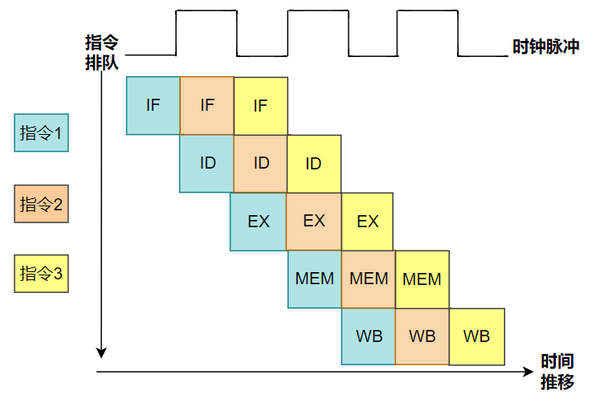 指令
排队
时钟脉冲
IF IF IF
指令1
ID ID ID
指令2
EX EX EX
指令3
MEM MEM MEM
WB WB WB
时间
推移